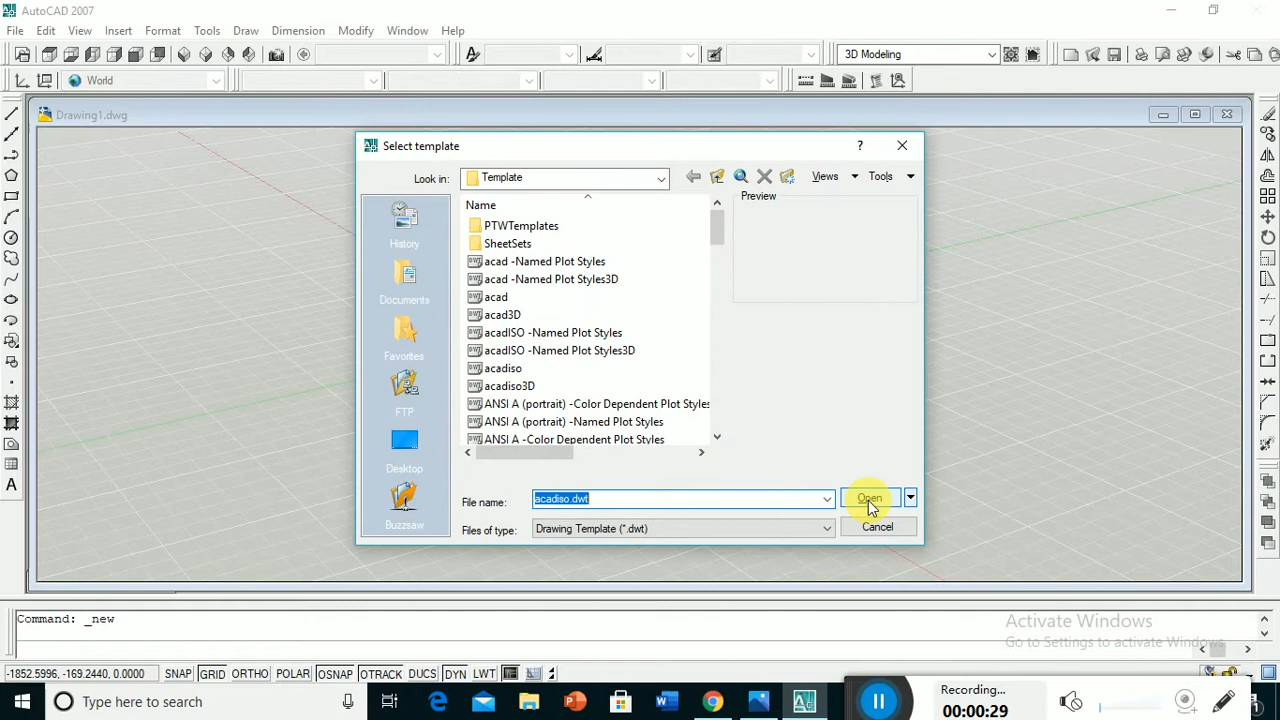 AutoCAD 2007
File Edit View Insert Format Tools Draw Dimension Modify Window Help
3D Modeling
World
Drawing1.dwg
Select template
Look in: Template Views Tools
Name
Preview
PTWTemplates
SheetSets
acad -Named Plot Styles
acad -Named Plot Styles3D
acad
acad3D
acadISO -Named Plot Styles
acadISO -Named Plot Styles3D
acadiso
acadiso3D
ANSI A (portrait) -Color Dependent Plot Styles
ANSI A (portrait) -Named Plot Styles
ANSI A -Color Dependent Plot Styles
History
Documents
Favorites
FTP
Desktop
Buzzsaw
File name: acadiso.dwt Open
Files of type: Drawing Template (*.dwt) Cancel
Command: _new
Activate Windows
Go to Settings to activate Windows.
-1852.5996, -169.2440, 0.0000 SNAP GRID ORTHO POLAR OSNAP OTRACK DUCS DYN LWT
Type here to search
Recording...
00:00:29